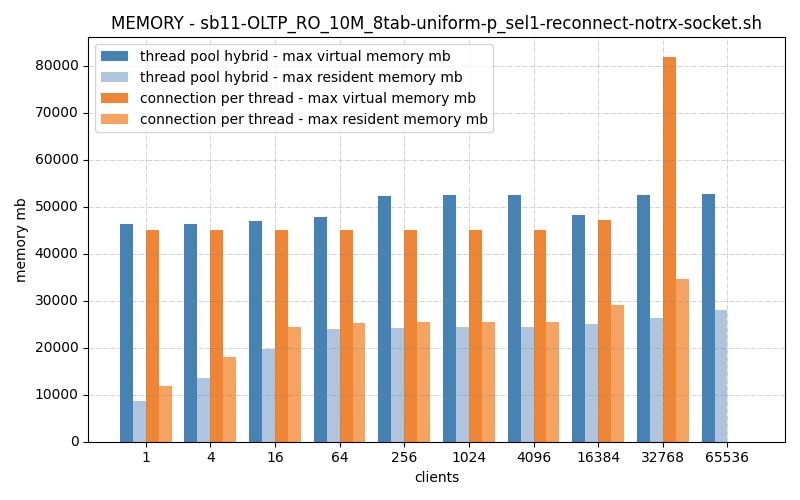 MEMORY - sb11-OLTP_RO_10M_8tab-uniform-p_sel1-reconnect-notrx-socket.sh
thread pool hybrid - max virtual memory mb
thread pool hybrid - max resident memory mb
connection per thread - max virtual memory mb
connection per thread - max resident memory mb
memory mb
80000
70000
60000
50000
40000
30000
20000
10000
0
1 4 16 64 256 1024 4096 16384 32768 65536
clients